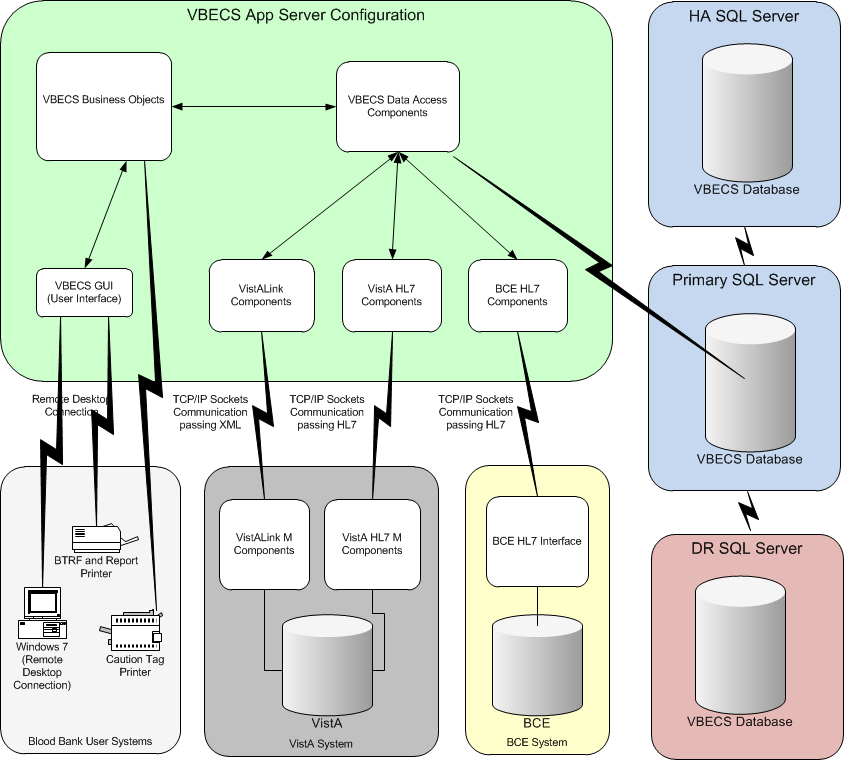 VBECS App Server Configuration
VBECS Business Objects
VBECS Data Access
Components
VBECS GUI
(User Interface)
VistALink
Components
VistA HL7
Components
BCE HL7
Components
HA SQL Server
VBECS Database
Primary SQL Server
VBECS Database
DR SQL Server
VBECS Database
Remote Desktop
Connection
TCP/IP Sockets
Communication
passing XML
TCP/IP Sockets
Communication
passing HL7
TCP/IP Sockets
Communication
passing HL7
BTRF and Report
Printer
Windows 7
(Remote
Desktop
Connection)
Caution Tag
Printer
Blood Bank User Systems
VistALink M
Components
VistA HL7 M
Components
VistA
VistA System
BCE HL7 Interface
BCE
BCE System